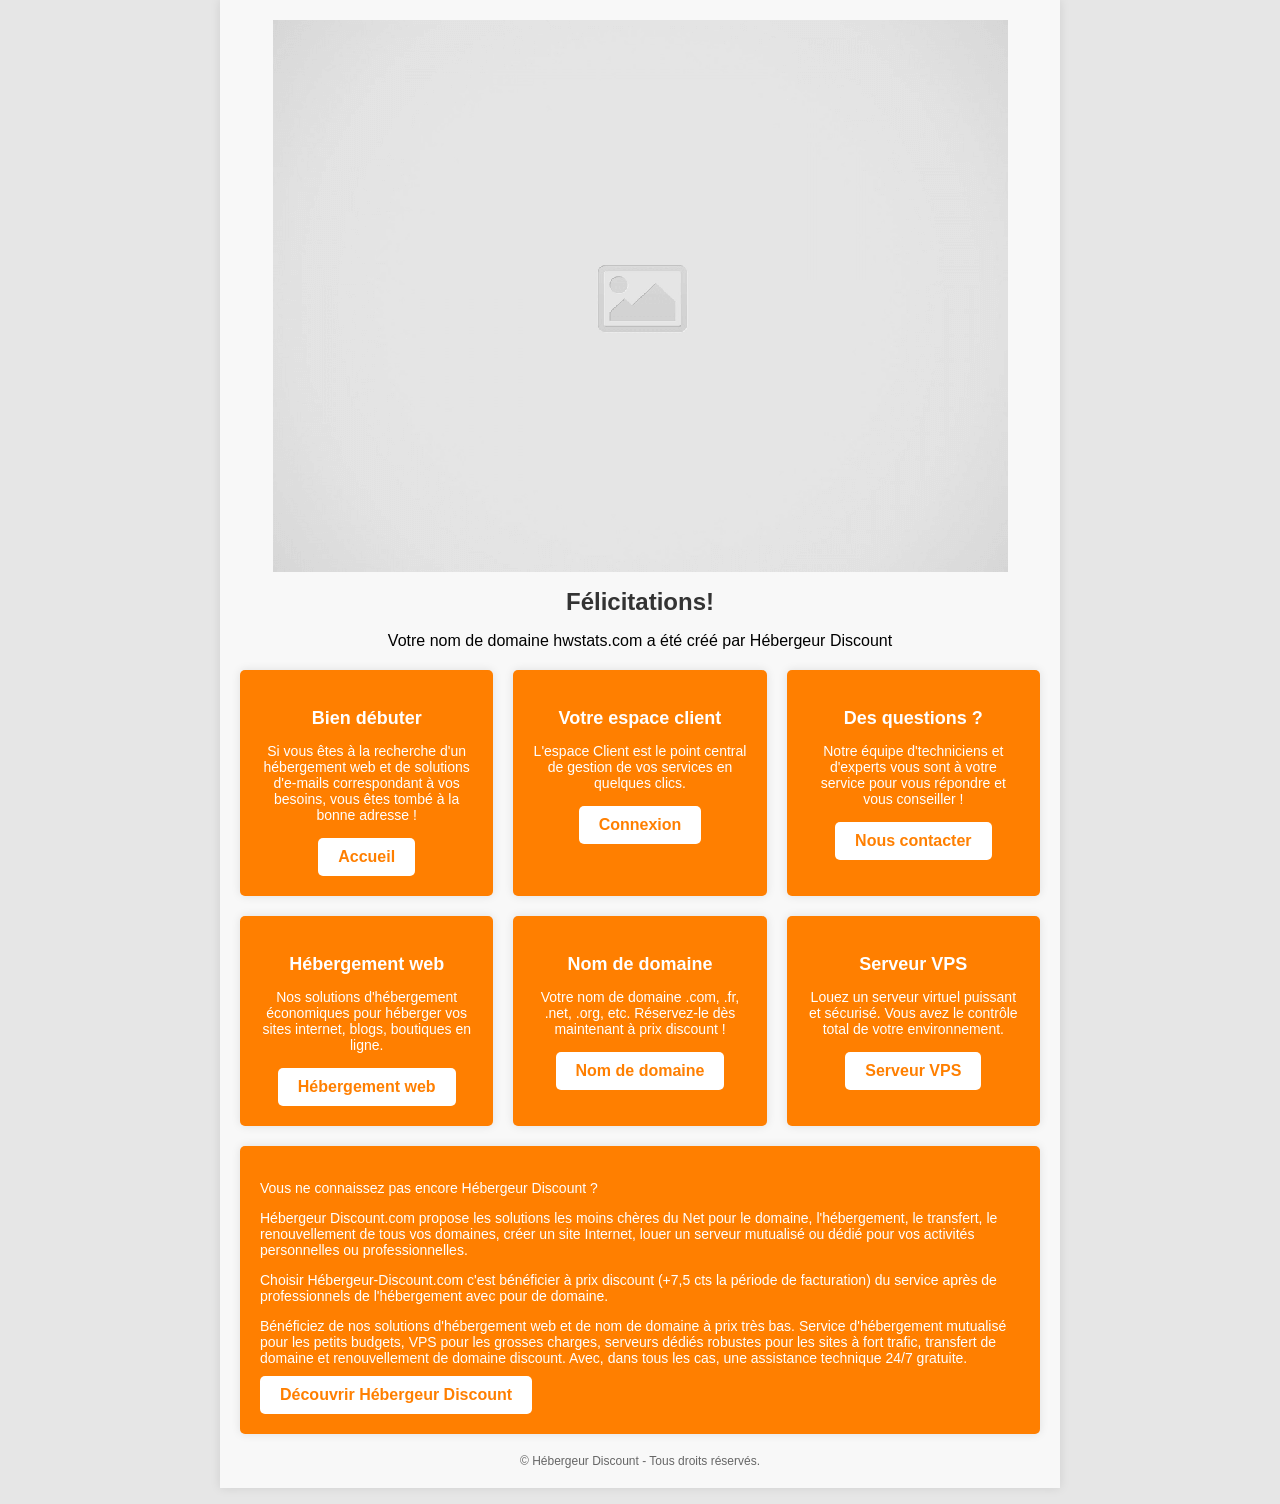 Félicitations!
Votre nom de domaine hwstats.com a été créé par Hébergeur Discount
Bien débuter
Si vous êtes à la recherche d'un
hébergement web et de solutions
d'e-mails correspondant à vos
besoins, vous êtes tombé à la
bonne adresse !
Accueil
Votre espace client
L'espace Client est le point central
de gestion de vos services en
quelques clics.
Connexion
Des questions ?
Notre équipe d'techniciens et
d'experts vous sont à votre
service pour vous répondre et
vous conseiller !
Nous contacter
Hébergement web
Nos solutions d'hébergement
économiques pour héberger vos
sites internet, blogs, boutiques en
ligne.
Hébergement web
Nom de domaine
Votre nom de domaine .com, .fr,
.net, .org, etc. Réservez-le dès
maintenant à prix discount !
Nom de domaine
Serveur VPS
Louez un serveur virtuel puissant
et sécurisé. Vous avez le contrôle
total de votre environnement.
Serveur VPS
Vous ne connaissez pas encore Hébergeur Discount ?
Hébergeur Discount.com propose les solutions les moins chères du Net pour le domaine, l'hébergement, le transfert, le
renouvellement de tous vos domaines, créer un site Internet, louer un serveur mutualisé ou dédié pour vos activités
personnelles ou professionnelles.
Choisir Hébergeur-Discount.com c'est bénéficier à prix discount (+7,5 cts la période de facturation) du service après de
professionnels de l'hébergement avec pour de domaine.
Bénéficiez de nos solutions d'hébergement web et de nom de domaine à prix très bas. Service d'hébergement mutualisé
pour les petits budgets, VPS pour les grosses charges, serveurs dédiés robustes pour les sites à fort trafic, transfert de
domaine et renouvellement de domaine discount. Avec, dans tous les cas, une assistance technique 24/7 gratuite.
Découvrir Hébergeur Discount
© Hébergeur Discount - Tous droits réservés.